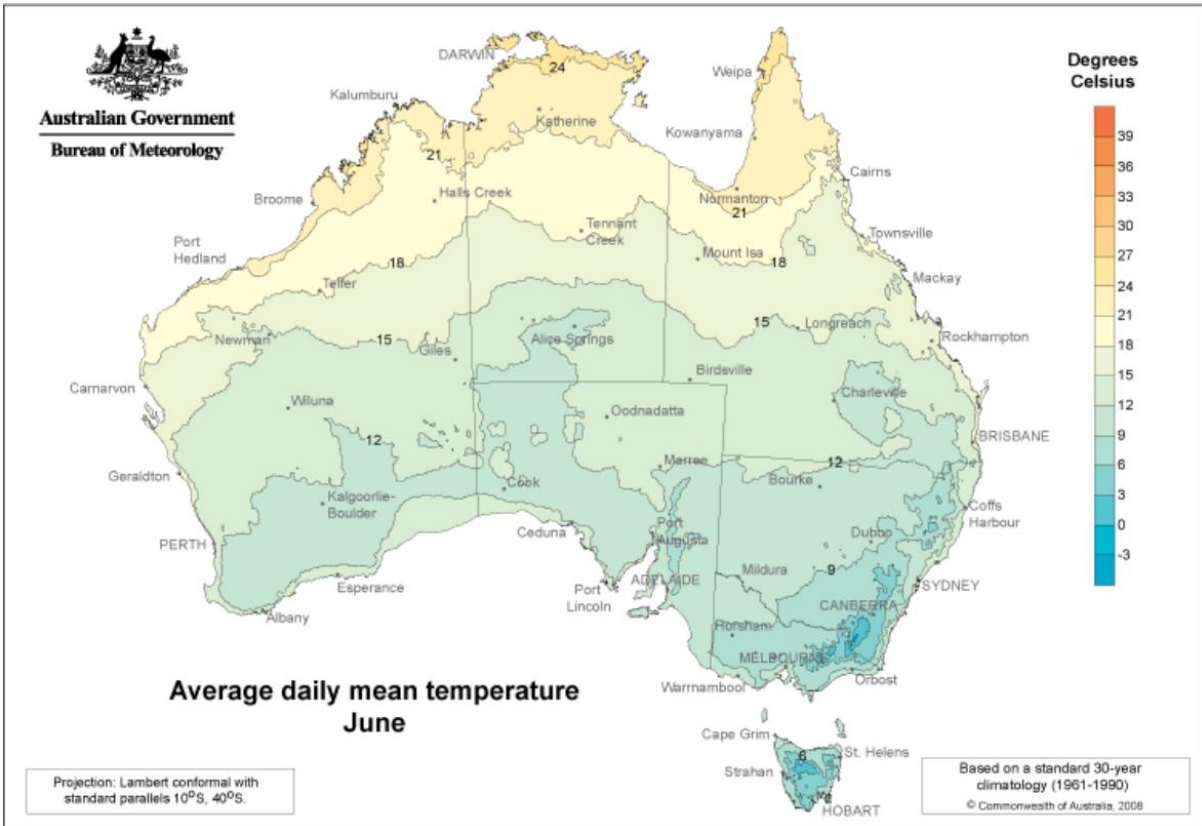 Australian Government
Bureau of Meteorology
Degrees
Celsius
39
36
33
30
27
24
21
18
15
12
9
6
3
0
-3
DARWIN
24
Weipa
Kalumburu
Katherine
Kowanyama
21
Cairns
Broome
Halls Creek
Normanton
21
Tennant
Creek
Townsville
Port
Hedland
18
Mount Isa
18
Mackay
Telfer
15
Longreach
Newman
15
Alice Springs
Rockhampton
Giles
Birdsville
Carnarvon
Charleville
Wiluna
Oodnadatta
12
BRISBANE
Marree
12
Geraldton
Bourke
Cook
Kalgoorlie-
Boulder
Coffs
Harbour
Port
Augusta
Ceduna
Dubbo
PERTH
Mildura
9
ADELAIDE
SYDNEY
Esperance
Port
Lincoln
CANBERRA
Albany
Horsham
MELBOURNE
Orbost
Warrnambool
Average daily mean temperature
June
Cape Grim
St. Helens
6
Strahan
HOBART
Projection: Lambert conformal with
standard parallels 10°S, 40°S.
Based on a standard 30-year
climatology (1961-1990)
© Commonwealth of Australia, 2008